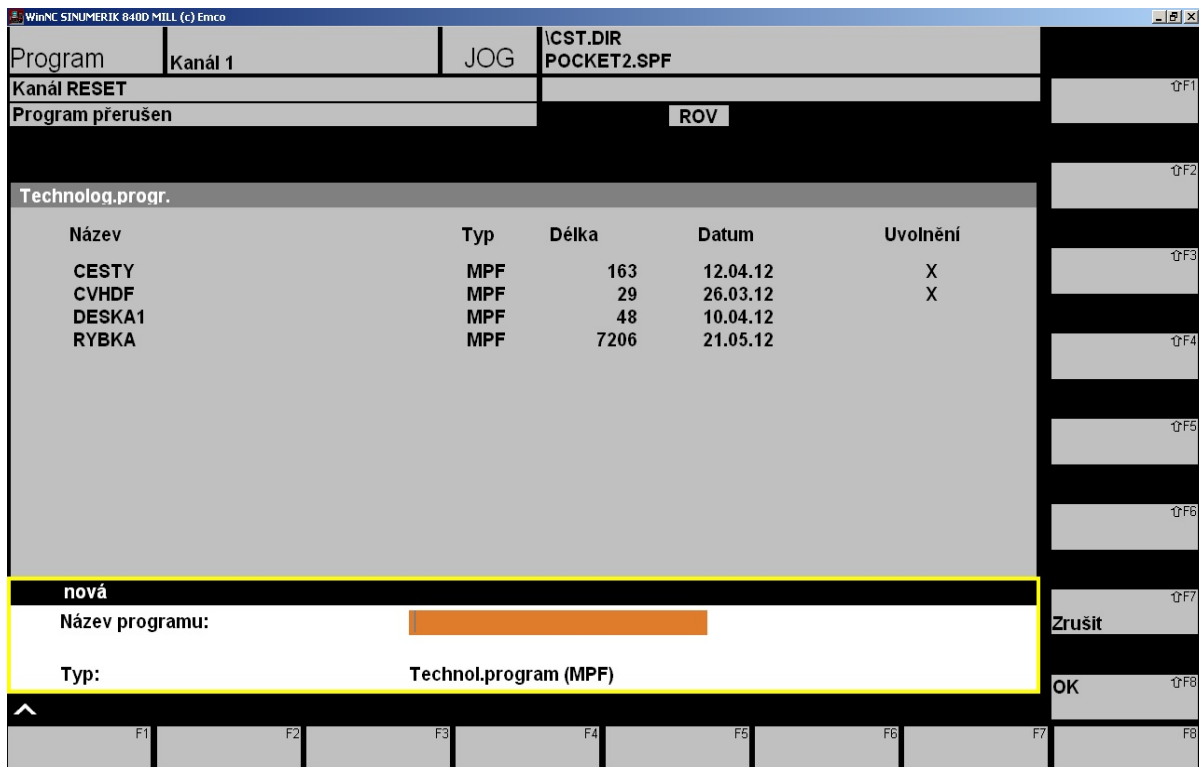 WinNC SINUMERIK 840D MILL (c) Emco
Program Kanál 1 JOG \CST.DIR
POCKET2.SPF
Kanál RESET
Program přerušen ROV
Technolog.progr.
Název Typ Délka Datum Uvolnění
CESTY MPF 163 12.04.12 X
CVHDF MPF 29 26.03.12 X
DESKA1 MPF 48 10.04.12
RYBKA MPF 7206 21.05.12
nová
Název programu:
Typ: Technol.program (MPF)
⇧F1
⇧F2
⇧F3
⇧F4
⇧F5
⇧F6
⇧F7
Zrušit
⇧F8
OK
F1 F2 F3 F4 F5 F6 F7 F8